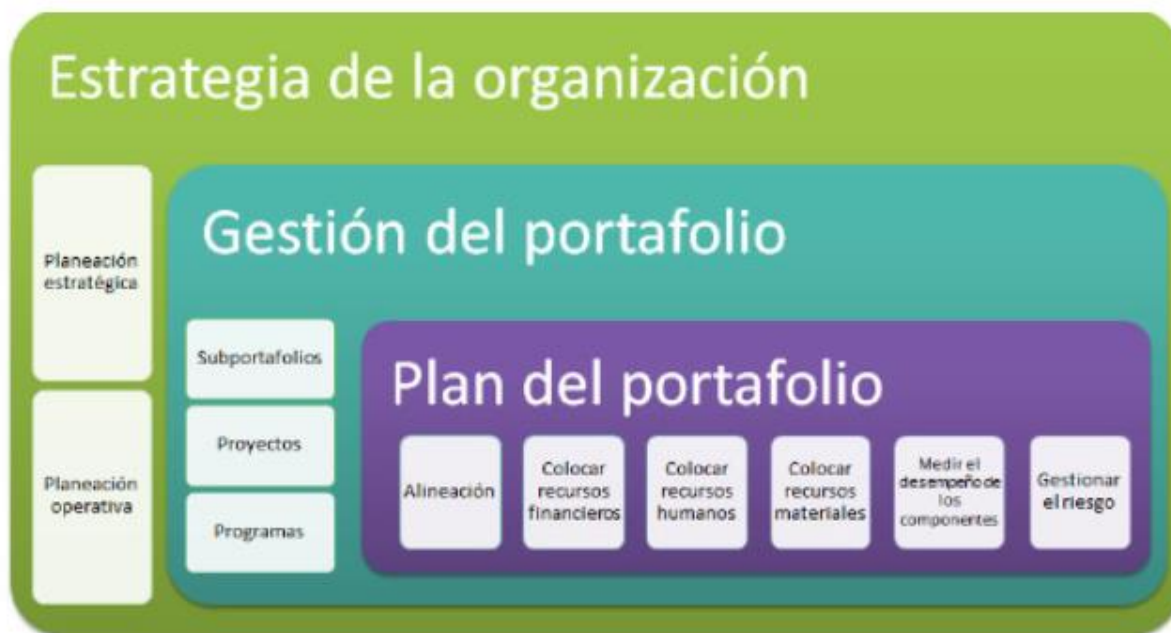 Estrategia de la organización
Planeación
estratégica
Planeación
operativa
Gestión del portafolio
Subportafolios
Proyectos
Programas
Plan del portafolio
Alineación
Colocar
recursos
financieros
Colocar
recursos
humanos
Colocar
recursos
materiales
Medir el
desempeño de
los
componentes
Gestionar
el riesgo